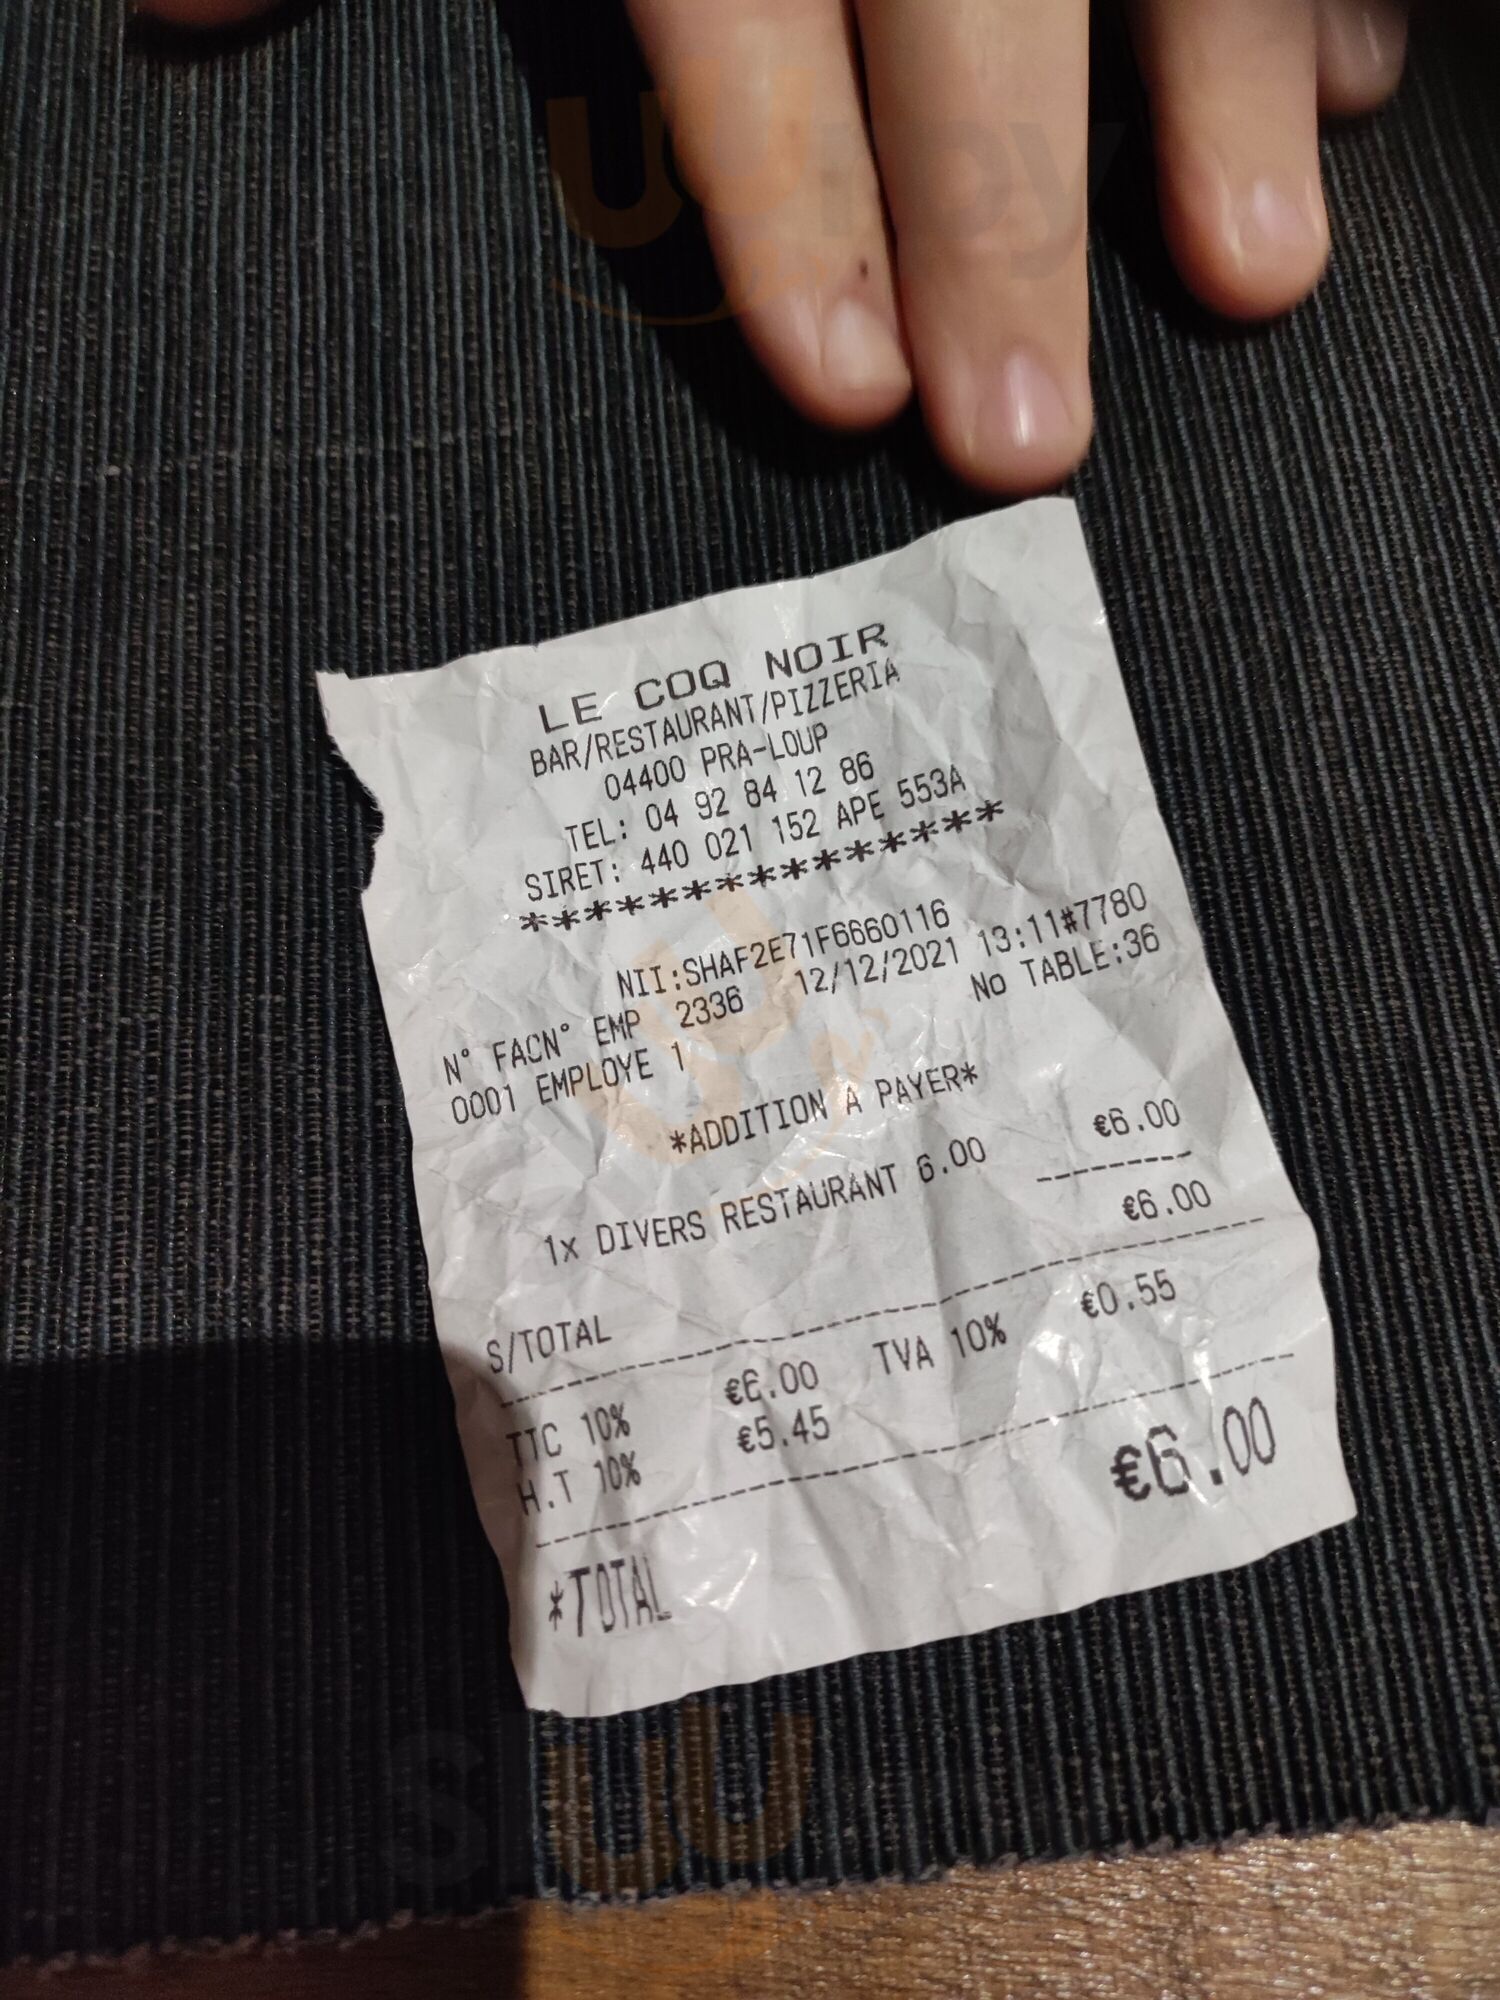 LE COQ NOIR
BAR/RESTAURANT/PIZZERIA
04400 PRA-LOUP
TEL: 04 92 84 12 86
SIRET: 440 021 152 APE 553A
***************
NII:SHAF2E71F6660116
N° FACN° EMP 2336 12/12/2021 13:11#7780
0001 EMPLOYE 1 No TABLE:36
*ADDITION A PAYER*
1x DIVERS RESTAURANT 6.00 €6.00
S/TOTAL €6.00
TTC 10% €6.00 TVA 10% €0.55
H.T 10% €5.45
*TOTAL €6.00